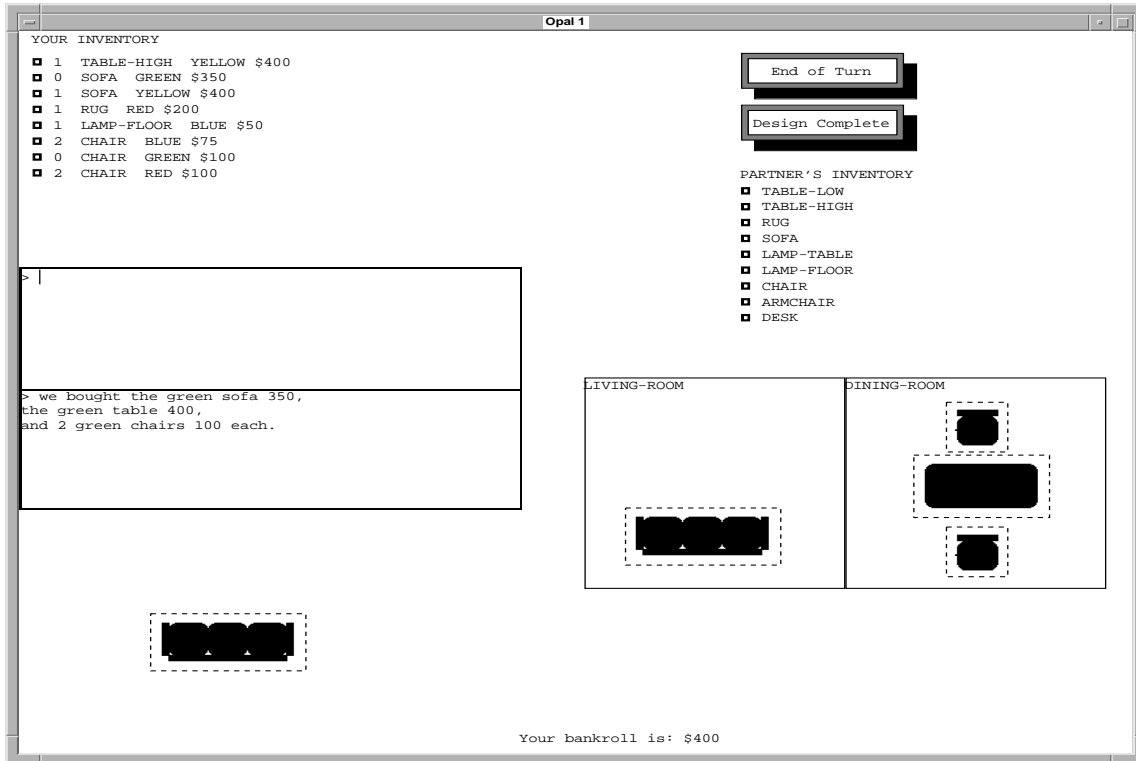 Opal 1
YOUR INVENTORY
1 TABLE-HIGH YELLOW $400
0 SOFA GREEN $350
1 SOFA YELLOW $400
1 RUG RED $200
1 LAMP-FLOOR BLUE $50
2 CHAIR BLUE $75
0 CHAIR GREEN $100
2 CHAIR RED $100
End of Turn
Design Complete
PARTNER'S INVENTORY
TABLE-LOW
TABLE-HIGH
RUG
SOFA
LAMP-TABLE
LAMP-FLOOR
CHAIR
ARMCHAIR
DESK
> 
> we bought the green sofa 350,
the green table 400,
and 2 green chairs 100 each.
LIVING-ROOM
DINING-ROOM
Your bankroll is: $400